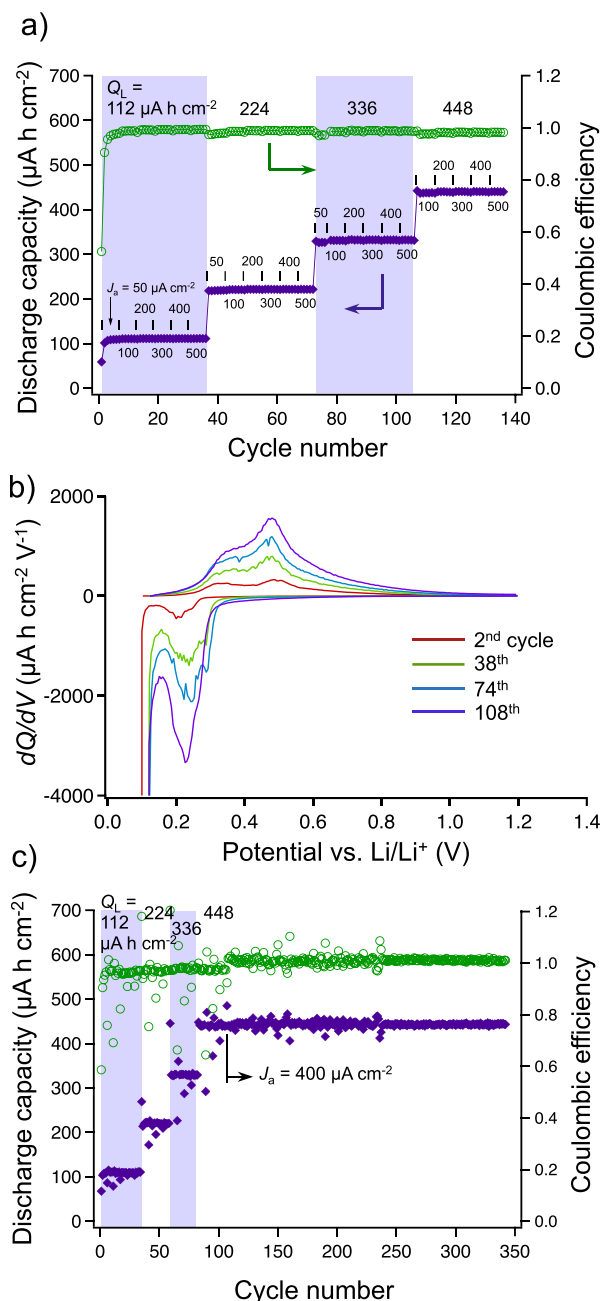 a)
700
600
500
400
300
200
100
0
Discharge capacity (µA h cm⁻²)
Q_L =
112 µA h cm⁻²
224
336
448
J_a = 50 µA cm⁻²
200 400
100 300 500
50 200 400
100 300 500
50 200 400
100 300 500
200 400
100 300 500
1.2
1.0
0.8
0.6
0.4
0.2
0.0
Coulombic efficiency
0 20 40 60 80 100 120 140
Cycle number
b)
2000
0
-2000
-4000
dQ/dV (µA h cm⁻² V⁻¹)
2ⁿᵈ cycle
38ᵗʰ
74ᵗʰ
108ᵗʰ
0.0 0.2 0.4 0.6 0.8 1.0 1.2 1.4
Potential vs. Li/Li⁺ (V)
c)
700
600
500
400
300
200
100
0
Discharge capacity (µA h cm⁻²)
Q_L =
112
µA h cm⁻²
224
336
448
J_a = 400 µA cm⁻²
1.2
1.0
0.8
0.6
0.4
0.2
0.0
Coulombic efficiency
0 50 100 150 200 250 300 350
Cycle number